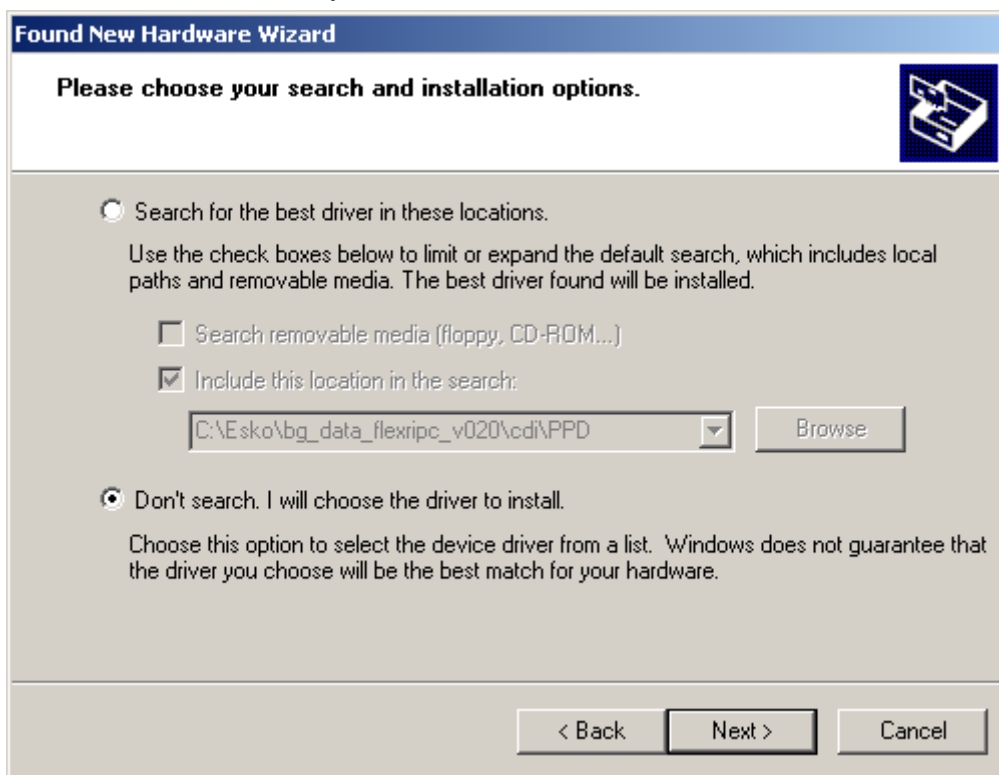 Found New Hardware Wizard
Please choose your search and installation options.
Search for the best driver in these locations.
Use the check boxes below to limit or expand the default search, which includes local
paths and removable media. The best driver found will be installed.
Search removable media (floppy, CD-ROM...)
Include this location in the search:
C:\Esko\bg_data_flexripc_v020\cdi\PPD
Browse
Don't search. I will choose the driver to install.
Choose this option to select the device driver from a list.  Windows does not guarantee that
the driver you choose will be the best match for your hardware.
< Back
Next >
Cancel